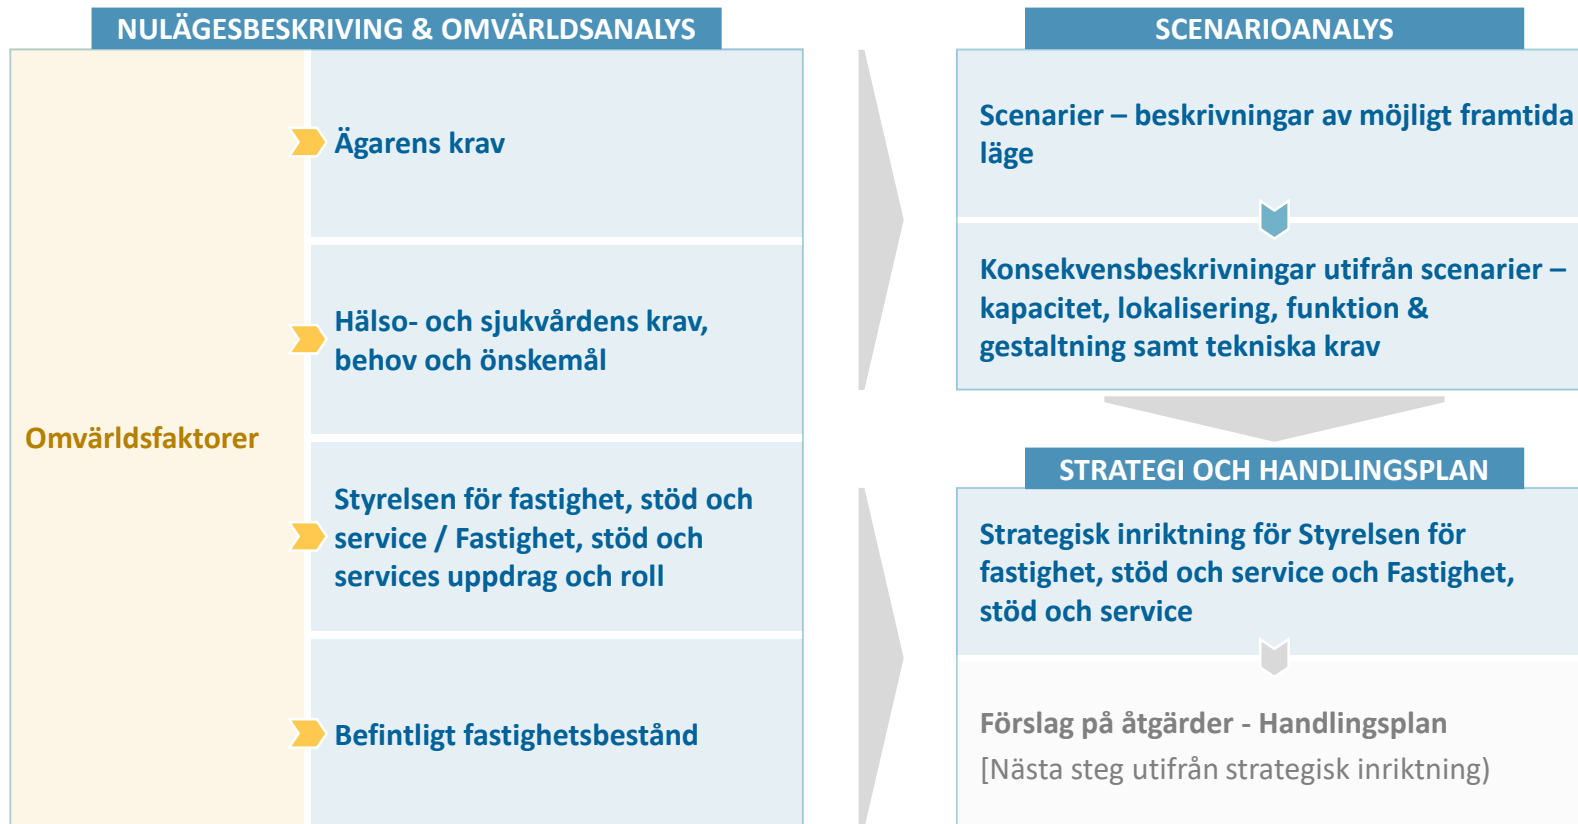 NULÄGESBESKRIVING & OMVÄRLDSANALYS
Omvärldsfaktorer
Ägarens krav
Hälso- och sjukvårdens krav,
behov och önskemål
Styrelsen för fastighet, stöd och
service / Fastighet, stöd och
services uppdrag och roll
Befintligt fastighetsbestånd
SCENARIOANALYS
Scenarier – beskrivningar av möjligt framtida
läge
Konsekvensbeskrivningar utifrån scenarier –
kapacitet, lokalisering, funktion &
gestaltning samt tekniska krav
STRATEGI OCH HANDLINGSPLAN
Strategisk inriktning för Styrelsen för
fastighet, stöd och service och Fastighet,
stöd och service
Förslag på åtgärder - Handlingsplan
[Nästa steg utifrån strategisk inriktning)